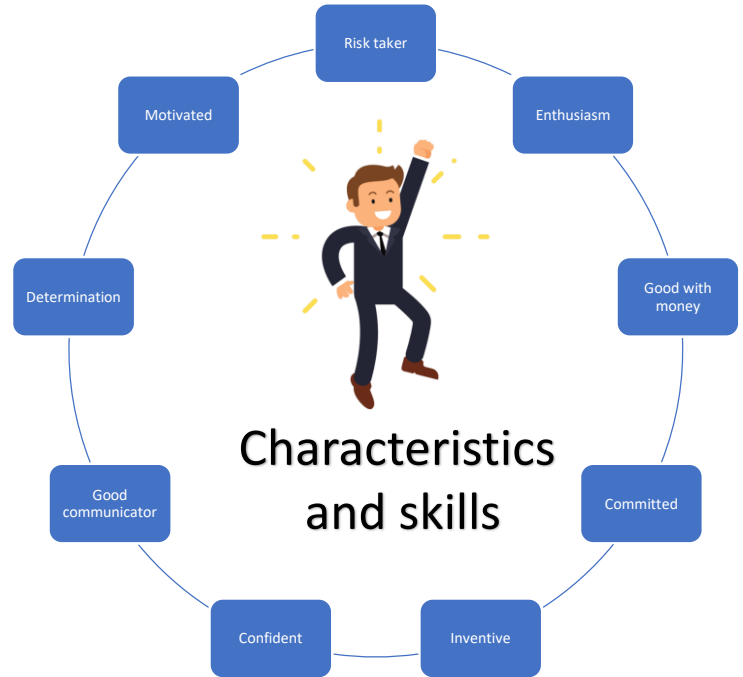 Risk taker
Enthusiasm
Good with
money
Committed
Inventive
Confident
Good
communicator
Determination
Motivated
Characteristics
and skills